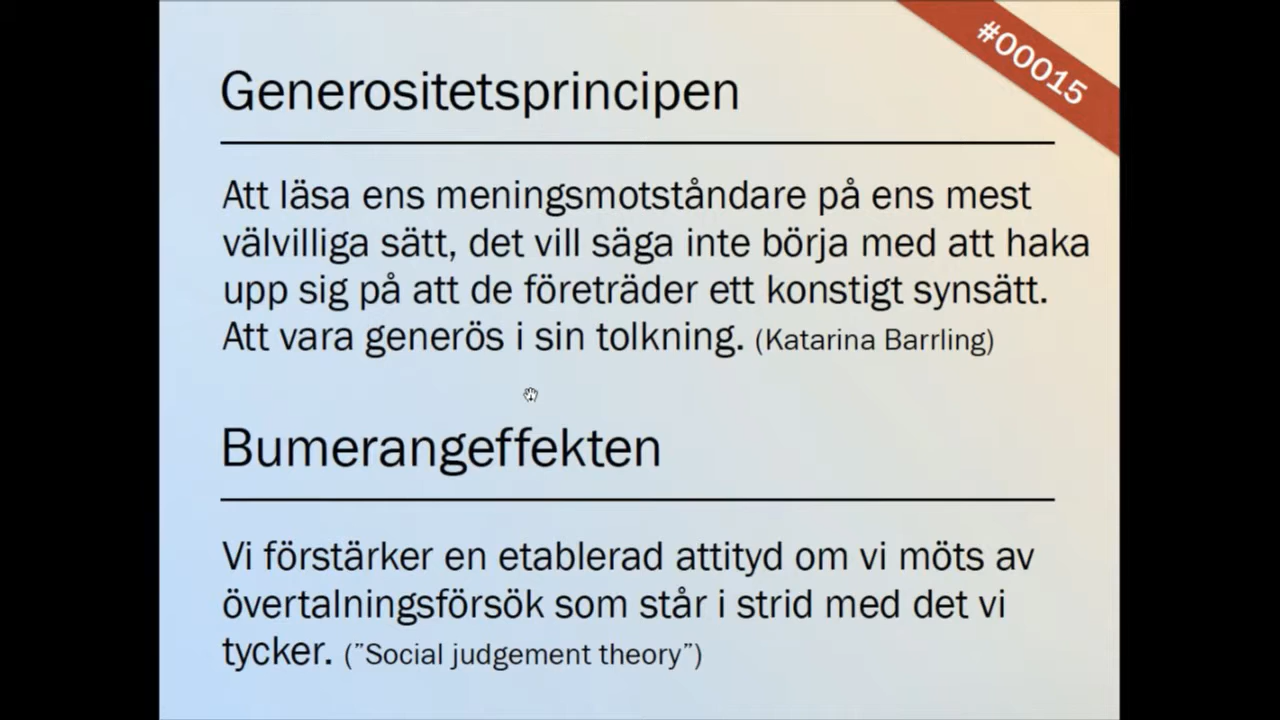 #00015
Generositetsprincipen
Att läsa ens meningsmotståndare på ens mest
välvilliga sätt, det vill säga inte börja med att haka
upp sig på att de företräder ett konstigt synsätt.
Att vara generös i sin tolkning. (Katarina Barrling)
Bumerangeffekten
Vi förstärker en etablerad attityd om vi möts av
övertalningsförsök som står i strid med det vi
tycker. (”Social judgement theory”)